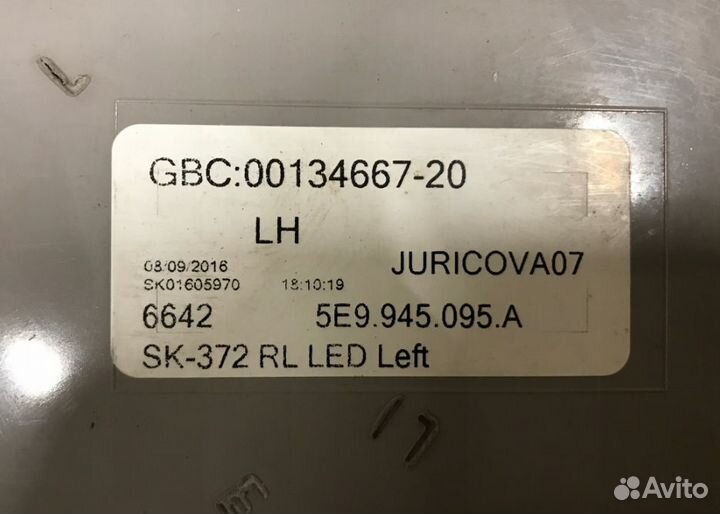 GBC:00134667-20
LH
08/09/2016 JURICOVA07
SK01605970 18:10:19
6642 5E9.945.095.A
SK-372 RL LED Left
Avito